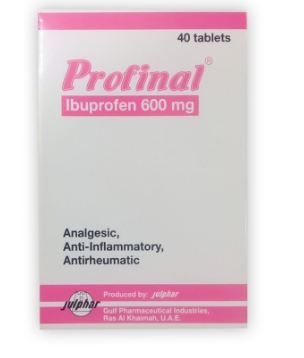 40 tablets
Profinal®
Ibuprofen 600 mg
Analgesic,
Anti-Inflammatory,
Antirheumatic
julphar
Produced by: julphar
Gulf Pharmaceutical Industries,
Ras Al Khaimah, U.A.E.